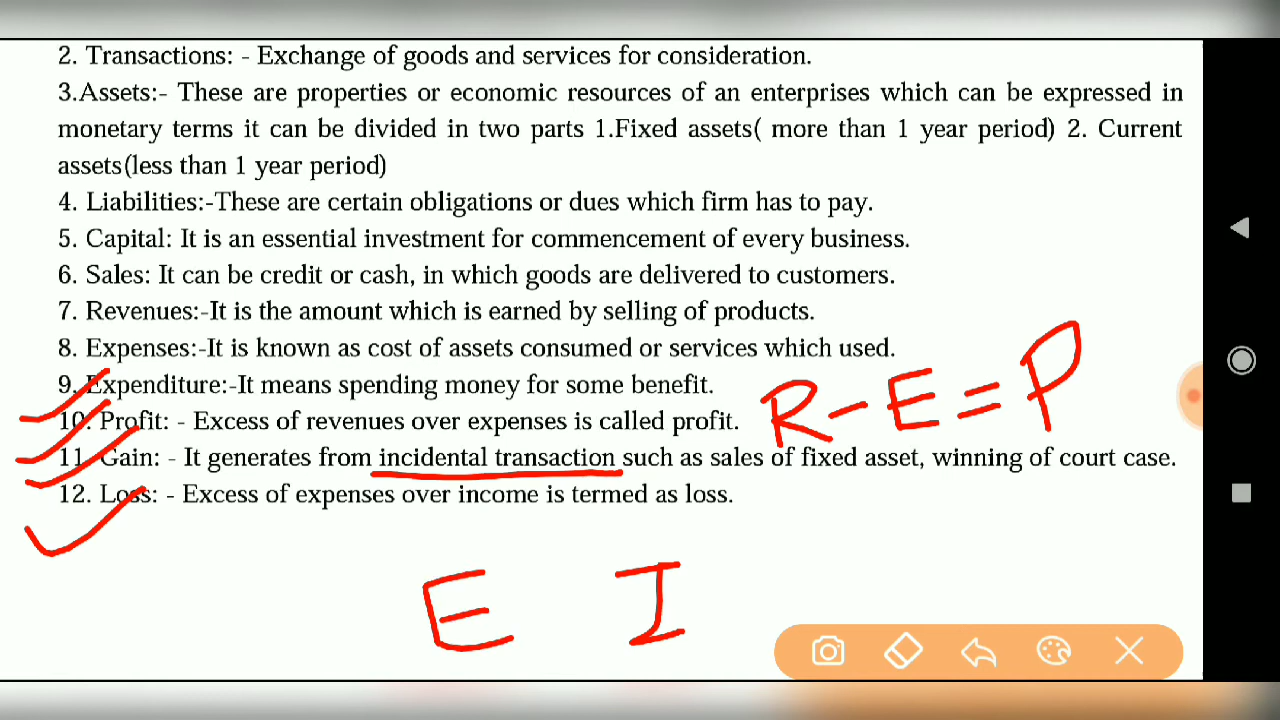 2. Transactions: - Exchange of goods and services for consideration.
3.Assets:- These are properties or economic resources of an enterprises which can be expressed in
monetary terms it can be divided in two parts 1.Fixed assets( more than 1 year period) 2. Current
assets(less than 1 year period)
4. Liabilities:-These are certain obligations or dues which firm has to pay.
5. Capital: It is an essential investment for commencement of every business.
6. Sales: It can be credit or cash, in which goods are delivered to customers.
7. Revenues:-It is the amount which is earned by selling of products.
8. Expenses:-It is known as cost of assets consumed or services which used.
9. Expenditure:-It means spending money for some benefit.
10. Profit: - Excess of revenues over expenses is called profit.
R - E = P
11. Gain: - It generates from incidental transaction such as sales of fixed asset, winning of court case.
12. Loss: - Excess of expenses over income is termed as loss.
E I